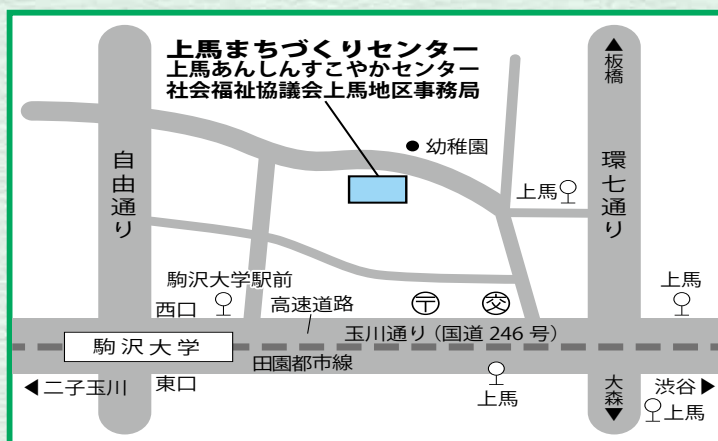 上馬まちづくりセンター
上馬あんしんすこやかセンター
社会福祉協議会上馬地区事務局
▲板橋
幼稚園
自由通り
環七通り
上馬
駒沢大学駅前
上馬
西口
高速道路
〒
交
玉川通り(国道246号)
駒沢大学
田園都市線
◀二子玉川
東口
上馬
大森▼
渋谷▶
上馬